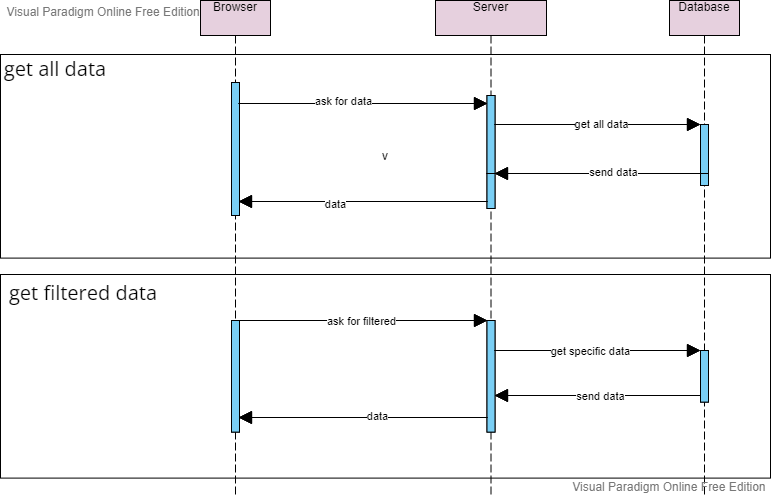 Visual Paradigm Online Free Edition
Browser
Server
Database
get all data
ask for data
get all data
v
send data
data
get filtered data
ask for filtered
get specific data
send data
data
Visual Paradigm Online Free Edition